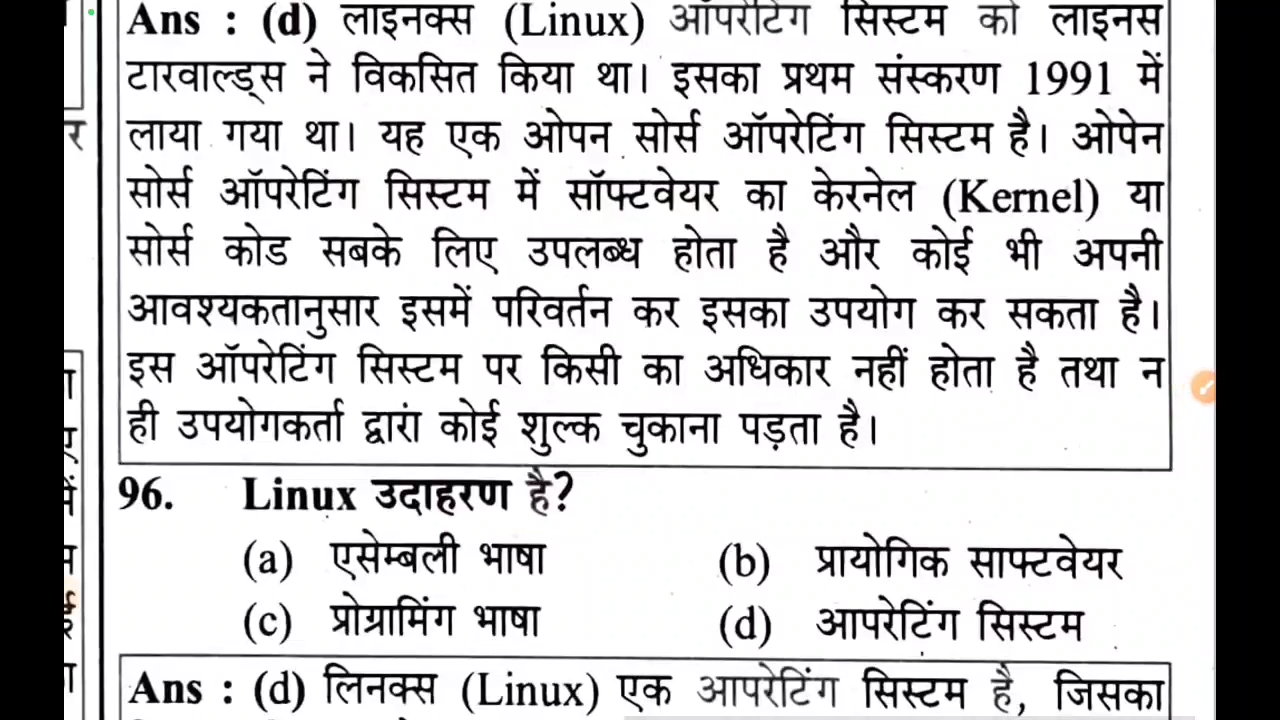 Ans : (d) लाइनक्स (Linux) ऑपरेटिंग सिस्टम को लाइनस
टारवाल्ड्स ने विकसित किया था। इसका प्रथम संस्करण 1991 में
र लाया गया था। यह एक ओपन सोर्स ऑपरेटिंग सिस्टम है। ओपेन
सोर्स ऑपरेटिंग सिस्टम में सॉफ्टवेयर का केरनेल (Kernel) या
सोर्स कोड सबके लिए उपलब्ध होता है और कोई भी अपनी
आवश्यकतानुसार इसमें परिवर्तन कर इसका उपयोग कर सकता है।
इस ऑपरेटिंग सिस्टम पर किसी का अधिकार नहीं होता है तथा न
ही उपयोगकर्ता द्वारां कोई शुल्क चुकाना पड़ता है।
96. Linux उदाहरण है?
(a) एसेम्बली भाषा (b) प्रायोगिक साफ्टवेयर
(c) प्रोग्रामिंग भाषा (d) आपरेटिंग सिस्टम
Ans : (d) लिनक्स (Linux) एक आपरेटिंग सिस्टम है, जिसका